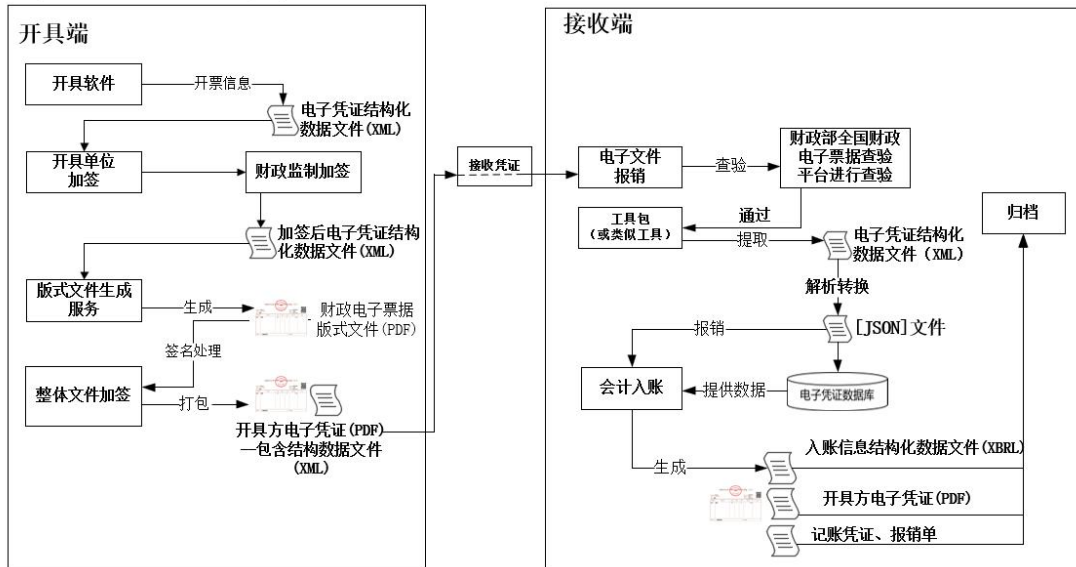 开具端
开具软件
开票信息
电子凭证结构化
数据文件(XML)
开具单位
加签
财政监制加签
加签后电子凭证结构
化数据文件(XML)
版式文件生成
服务
生成
财政电子票据
版式文件(PDF)
签名处理
整体文件加签
打包
开具方电子凭证(PDF)
—包含结构数据文件
(XML)
接收凭证
接收端
电子文件
报销
查验
财政部全国财政
电子票据查验
平台进行查验
通过
工具包
(或类似工具)
提取
电子凭证结构化
数据文件（XML)
解析转换
[JSON]文件
报销
会计入账
提供数据
电子凭证数据库
生成
入账信息结构化数据文件(XBRL)
开具方电子凭证(PDF)
记账凭证、报销单
归档